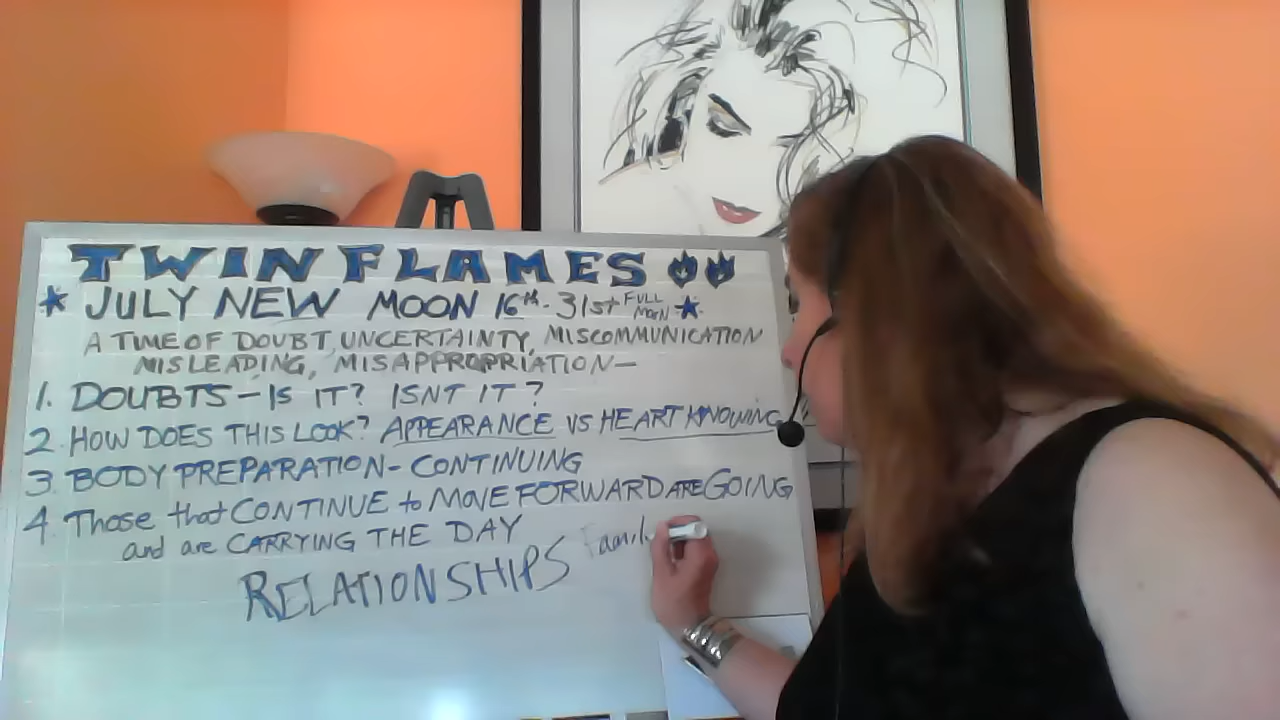 TWIN FLAMES
* JULY NEW MOON 16th - 31st FULL MOON *
A TIME OF DOUBT, UNCERTAINTY, MISCOMMUNICATION
MISLEADING, MISAPPROPRIATION—
1. DOUBTS - IS IT? ISNT IT?
2. HOW DOES THIS LOOK? APPEARANCE VS HEART KNOWING
3. BODY PREPARATION - CONTINUING
4. Those that CONTINUE to MOVE FORWARD ARE GOING
and are CARRYING THE DAY
RELATIONSHIPS Family